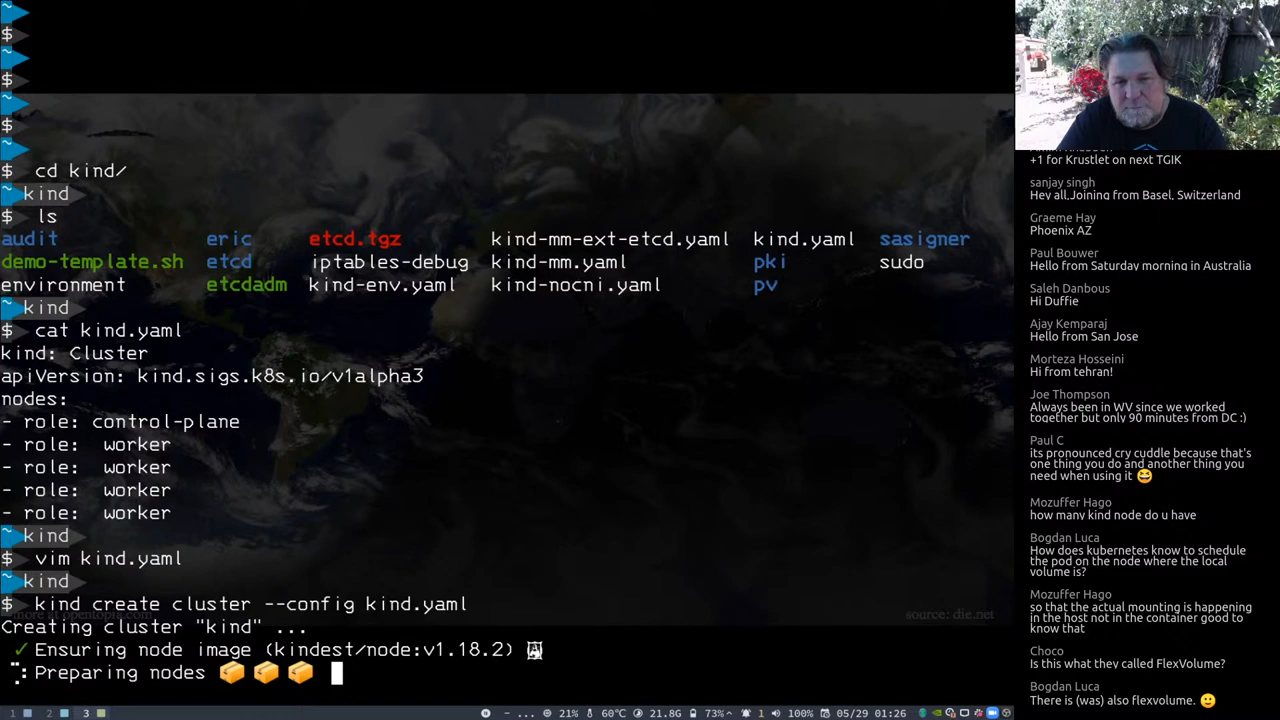 ~
$
~
$
~
$
~
$ cd kind/
~ kind
$ ls
audit eric etcd.tgz kind-mm-ext-etcd.yaml kind.yaml sasigner
demo-template.sh etcd iptables-debug kind-mm.yaml pki sudo
environment etcdadm kind-env.yaml kind-nocni.yaml pv
~ kind
$ cat kind.yaml
kind: Cluster
apiVersion: kind.sigs.k8s.io/v1alpha3
nodes:
- role: control-plane
- role: worker
- role: worker
- role: worker
- role: worker
~ kind
$ vim kind.yaml
~ kind
$ kind create cluster --config kind.yaml
source: die.net
Creating cluster "kind" ...
✓ Ensuring node image (kindest/node:v1.18.2) 🖼
Preparing nodes 📦 📦 📦
1 2 3 - ... 21% 60℃ 21.8G 73% 1 100% 05/29 01:26
+1 for Krustlet on next TGIK
sanjay singh
Hey all,Joining from Basel, Switzerland
Graeme Hay
Phoenix AZ
Paul Bouwer
Hello from Saturday morning in Australia
Saleh Danbous
Hi Duffie
Ajay Kemparaj
Hello from San Jose
Morteza Hosseini
Hi from tehran!
Joe Thompson
Always been in WV since we worked
together but only 90 minutes from DC :)
Paul C
its pronounced cry cuddle because that's
one thing you do and another thing you
need when using it 😆
Mozuffer Hago
how many kind node do u have
Bogdan Luca
How does kubernetes know to schedule
the pod on the node where the local
volume is?
Mozuffer Hago
so that the actual mounting is happening
in the host not in the container good to
know that
Choco
Is this what they called FlexVolume?
Bogdan Luca
There is (was) also flexvolume. 🙂